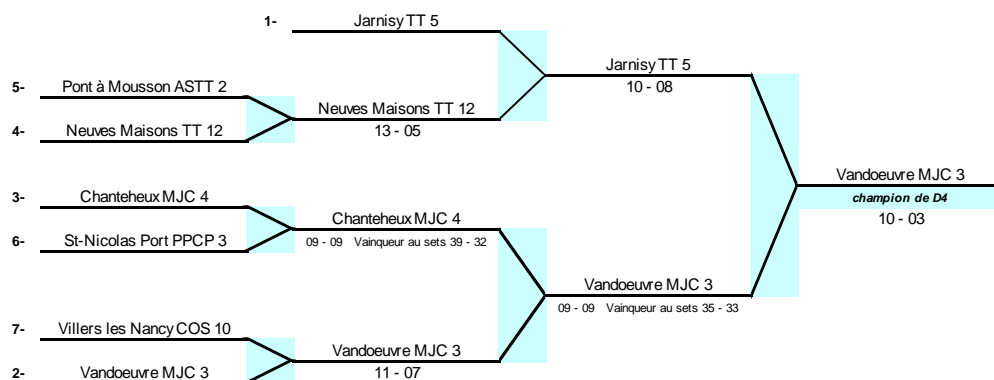 1- Jarnisy TT 5
Jarnisy TT 5
10 - 08
5- Pont à Mousson ASTT 2
Neuves Maisons TT 12
13 - 05
4- Neuves Maisons TT 12
Vandoeuvre MJC 3
champion de D4
10 - 03
3- Chanteheux MJC 4
Chanteheux MJC 4
09 - 09 Vainqueur au sets 39 - 32
6- St-Nicolas Port PPCP 3
Vandoeuvre MJC 3
09 - 09 Vainqueur au sets 35 - 33
7- Villers les Nancy COS 10
Vandoeuvre MJC 3
11 - 07
2- Vandoeuvre MJC 3